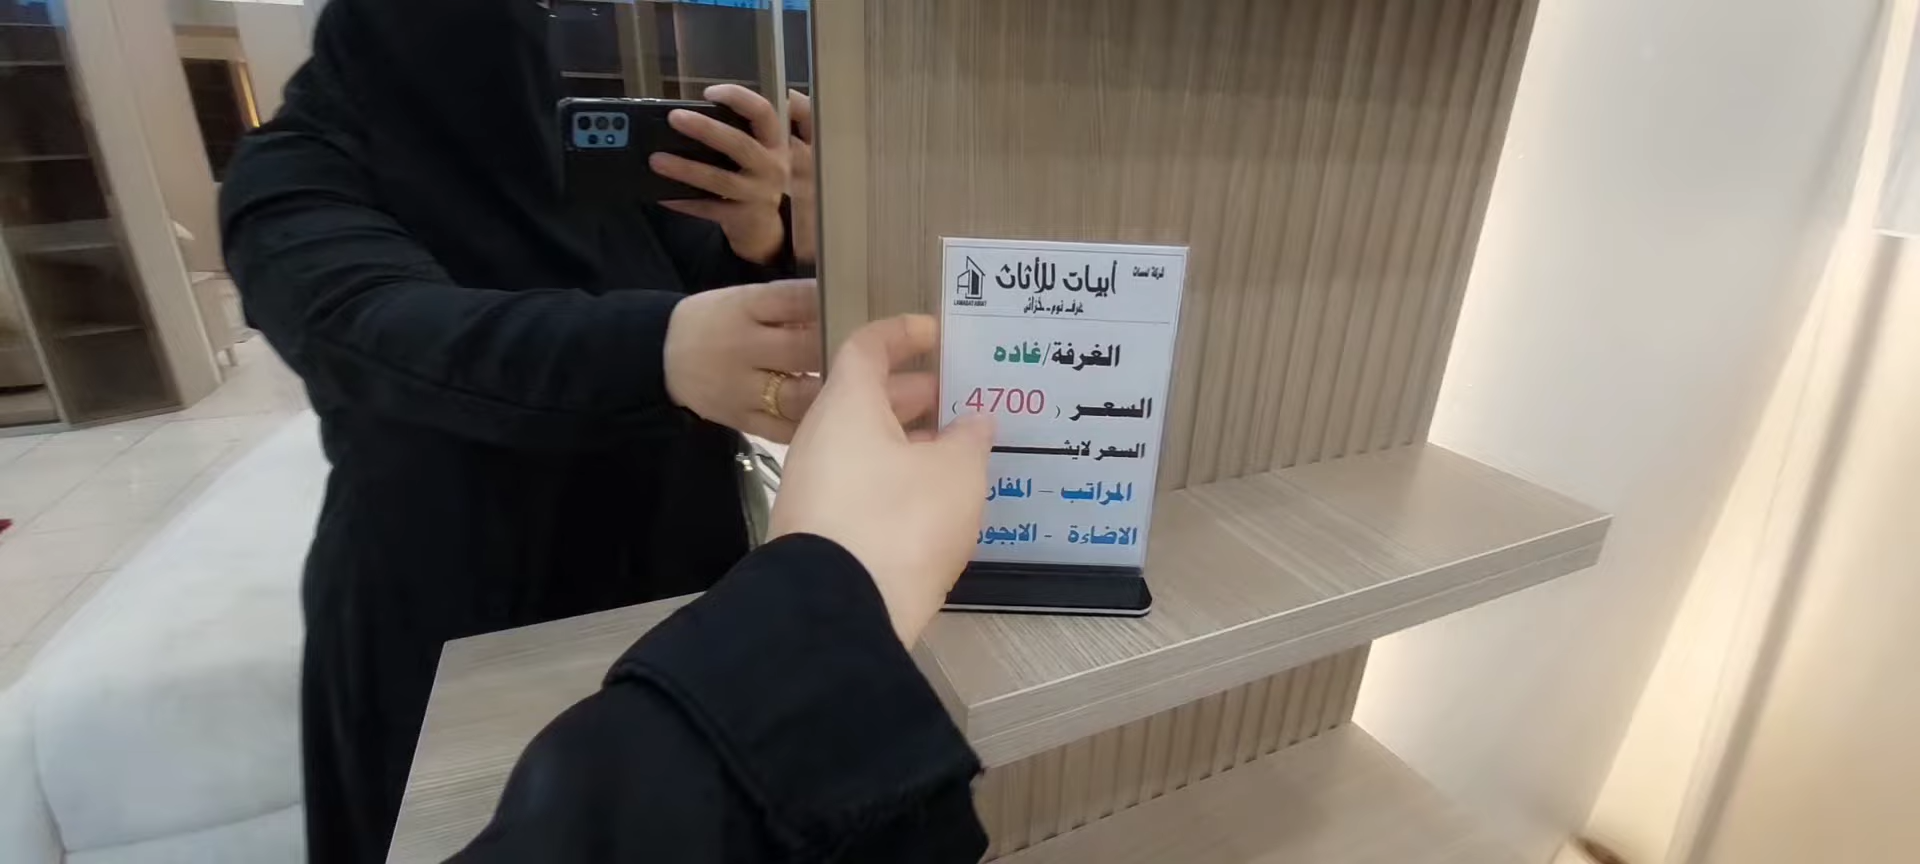 أبيات للأثاث
غرف نوم - خزائن
الغرفة/غاده
السعر ( 4700 )
السعر لايشـ
المراتب - المفار
الاضاءة - الابجور